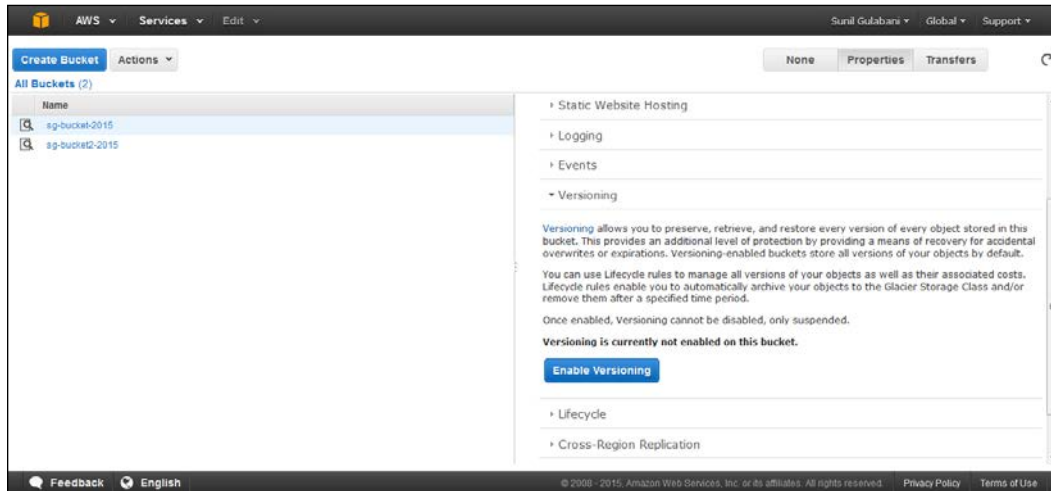 AWS Services Edit Sunil Gulabani Global Support
Create Bucket Actions None Properties Transfers
All Buckets (2)
Name
sg-bucket-2015
sg-bucket2-2015
Static Website Hosting
Logging
Events
Versioning
Versioning allows you to preserve, retrieve, and restore every version of every object stored in this
bucket. This provides an additional level of protection by providing a means of recovery for accidental
overwrites or expirations. Versioning-enabled buckets store all versions of your objects by default.
You can use Lifecycle rules to manage all versions of your objects as well as their associated costs.
Lifecycle rules enable you to automatically archive your objects to the Glacier Storage Class and/or
remove them after a specified time period.
Once enabled, Versioning cannot be disabled, only suspended.
Versioning is currently not enabled on this bucket.
Enable Versioning
Lifecycle
Cross-Region Replication
Feedback English © 2008 - 2015, Amazon Web Services, Inc. or its affiliates. All rights reserved. Privacy Policy Terms of Use